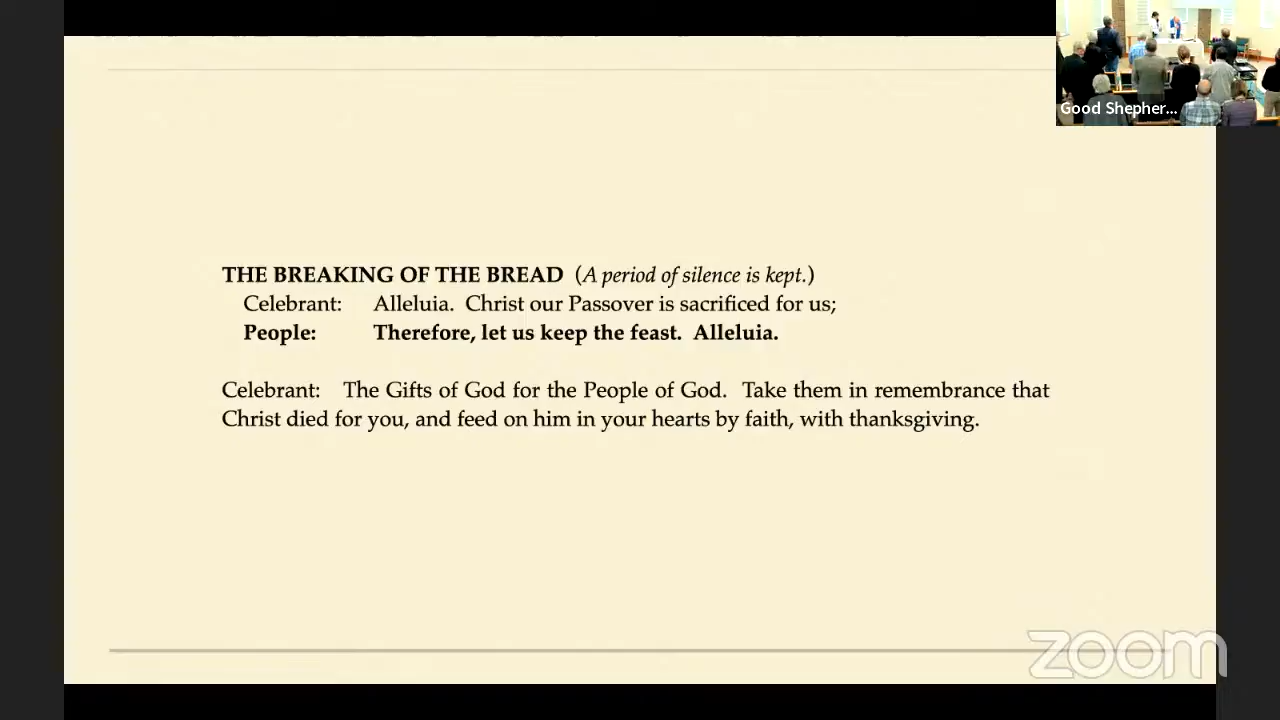 Good Shepher...
THE BREAKING OF THE BREAD (A period of silence is kept.)
Celebrant: Alleluia. Christ our Passover is sacrificed for us;
People: Therefore, let us keep the feast. Alleluia.
Celebrant: The Gifts of God for the People of God. Take them in remembrance that
Christ died for you, and feed on him in your hearts by faith, with thanksgiving.
zoom